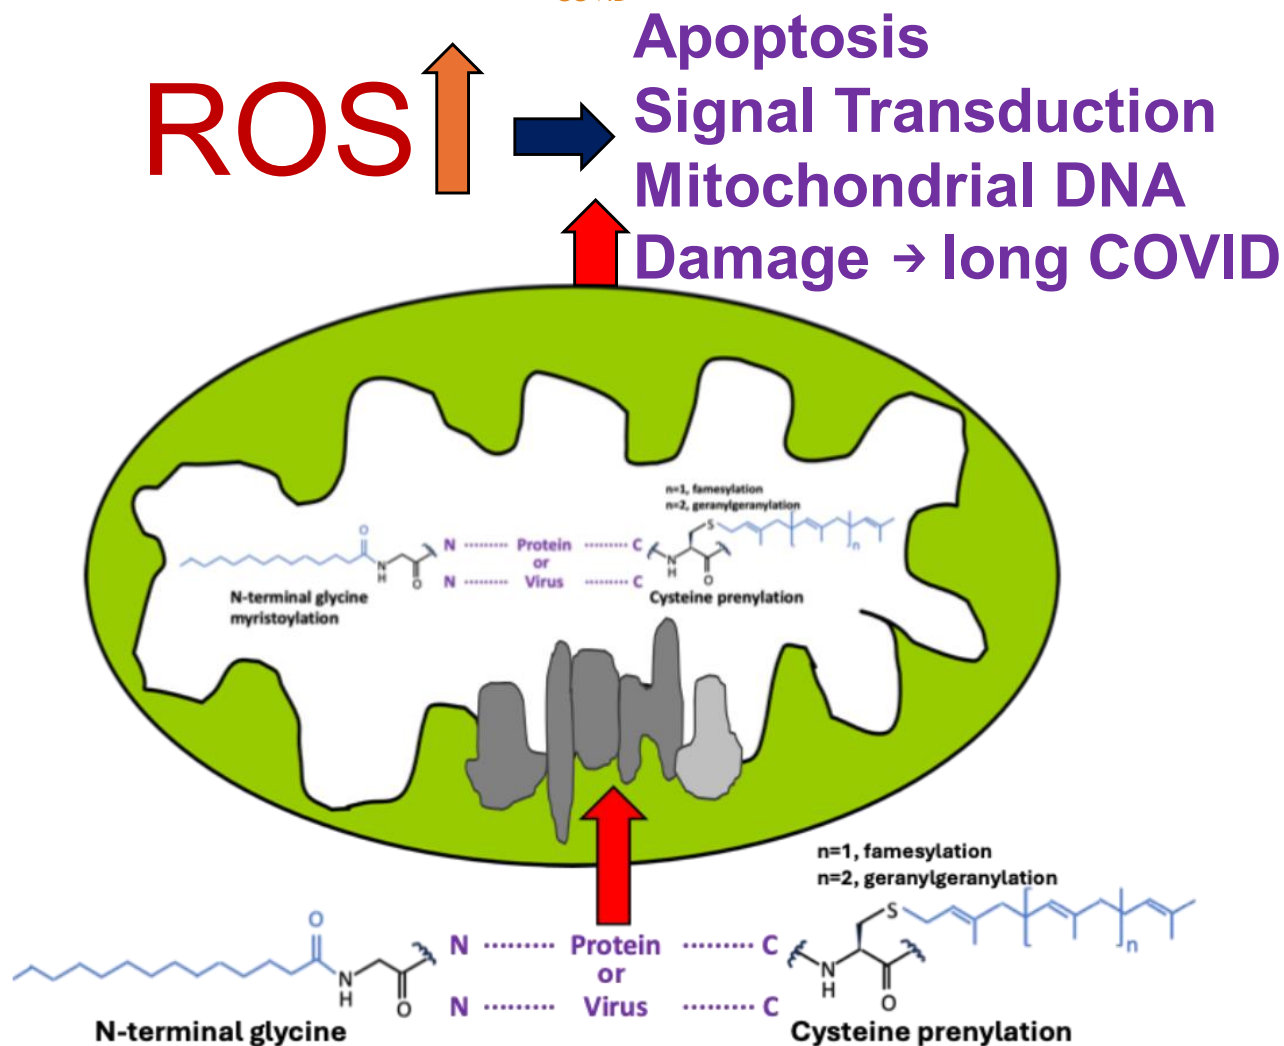 Apoptosis
ROS
Signal Transduction
Mitochondrial DNA
Damage → long COVID
n=1, famesylation
n=2, geranylgeranylation
O
S
n
N ......... Protein ......... C
N
H
O
or
N
H
O
N ......... Virus ......... C
N-terminal glycine
myristoylation
Cysteine prenylation
n=1, famesylation
n=2, geranylgeranylation
O
S
n
N ......... Protein ......... C
N
H
O
or
N
H
O
N ......... Virus ......... C
N-terminal glycine
Cysteine prenylation